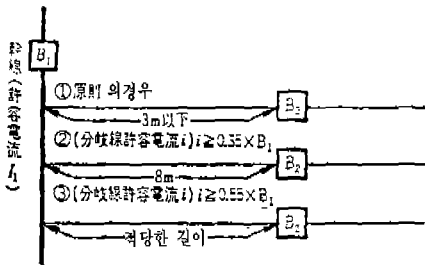 幹線(許容電流I₁)
B₁
①原則 의경우
B₂
3m以下
②(分岐線許容電流i) i≧0.35×B₁
B₂
8m
③(分岐線許容電流i) i≧0.55×B₁
B₂
적당한 길이